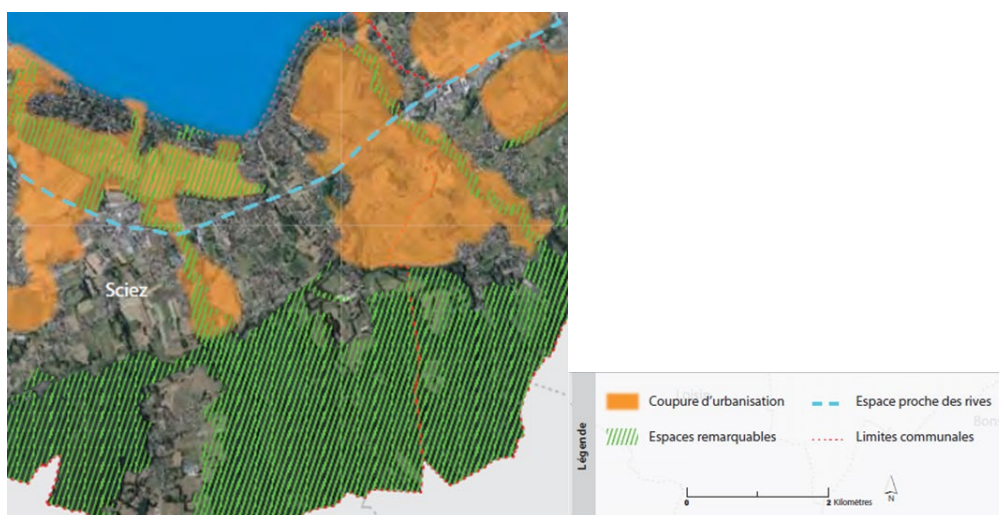 Sciez
Légende
Coupure d'urbanisation
Espace proche des rives
Espaces remarquables
Limites communales
0
2 Kilomètres
N